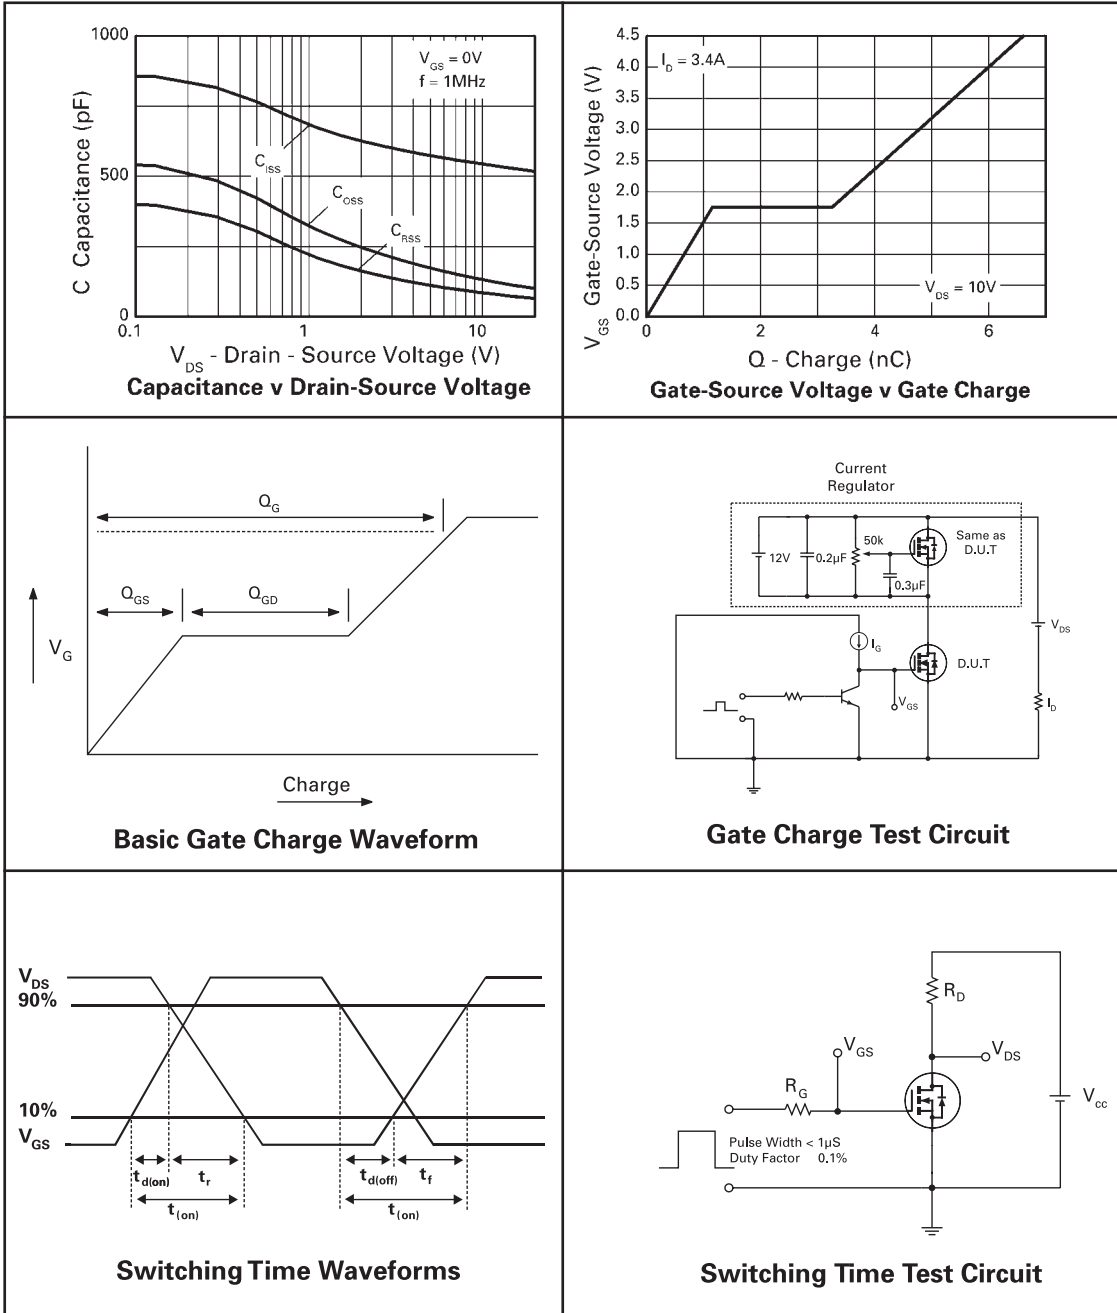 1000
500
0
0.1
1
10
C Capacitance (pF)
V_GS = 0V
f = 1MHz
C_ISS
C_OSS
C_RSS
V_DS - Drain - Source Voltage (V)
Capacitance v Drain-Source Voltage
4.5
4.0
3.5
3.0
2.5
2.0
1.5
1.0
0.5
0.0
0
2
4
6
V_GS Gate-Source Voltage (V)
I_D = 3.4A
V_DS = 10V
Q - Charge (nC)
Gate-Source Voltage v Gate Charge
Q_G
Q_GS
Q_GD
V_G
Charge
Basic Gate Charge Waveform
Current
Regulator
12V
0.2µF
50k
0.3µF
Same as
D.U.T
I_G
V_DS
D.U.T
V_GS
I_D
Gate Charge Test Circuit
V_DS
90%
10%
V_GS
t_d(on)
t_r
t_d(off)
t_f
t_(on)
t_(on)
Switching Time Waveforms
R_D
V_GS
V_DS
R_G
V_cc
Pulse Width < 1µS
Duty Factor 0.1%
Switching Time Test Circuit